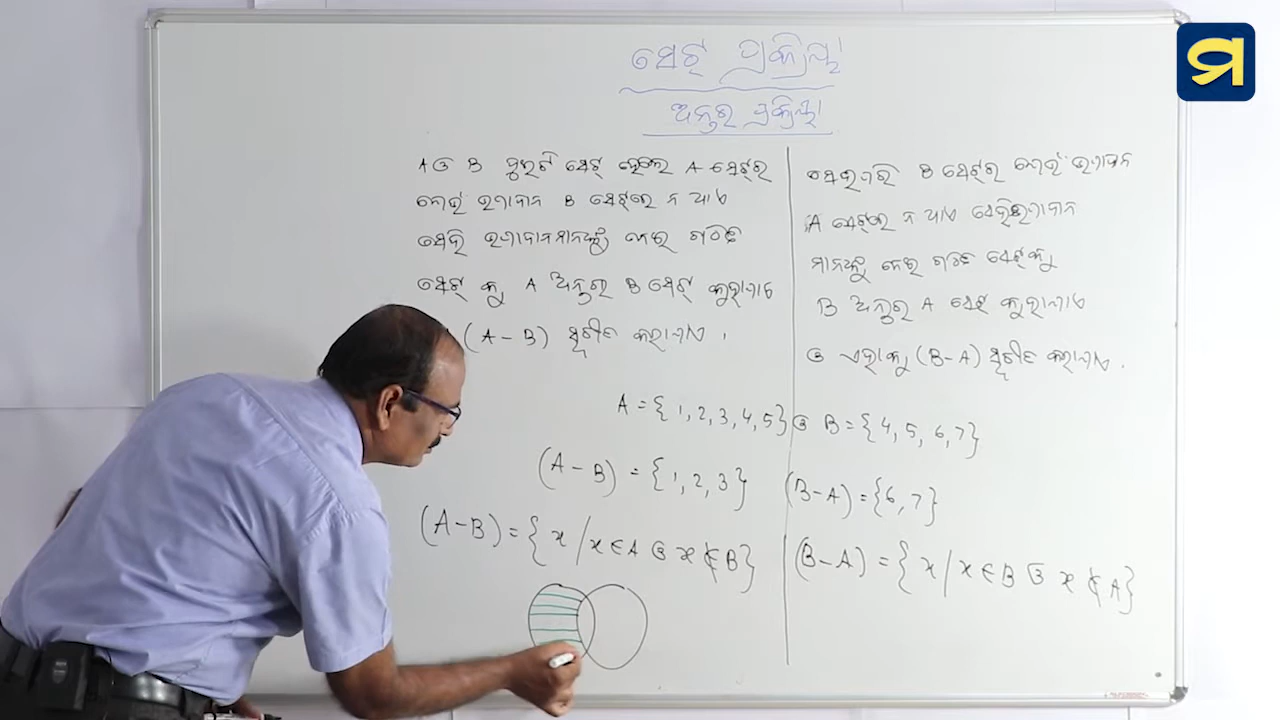 ସେଟ୍ ପ୍ରକ୍ରିୟା
ଅନ୍ତର ପ୍ରକ୍ରିୟା
A ଓ B ଦୁଇଟି ସେଟ୍ ହେଲେ A ସେଟ୍‌ର
ଯେଉଁ ଉପାଦାନ B ସେଟ୍‌ରେ ନ ଥାଏ
ସେହି ଉପାଦାନମାନଙ୍କୁ ନେଇ ଗଠିତ
ସେଟ୍ କୁ A ଅନ୍ତର B ସେଟ୍ କୁହାଯାଏ
(A - B) ସୂଚୀତ କରାଯାଏ ।
ସେହିପରି B ସେଟ୍‌ର ଯେଉଁ ଉପାଦାନ
A ସେଟ୍‌ରେ ନ ଥାଏ ସେହି ଉପାଦାନ
ମାନଙ୍କୁ ନେଇ ଗଠିତ ସେଟ୍‌କୁ
B ଅନ୍ତର A ସେଟ୍ କୁହାଯାଏ
ଓ ଏହାକୁ (B-A) ସୂଚୀତ କରାଯାଏ .
A = {1, 2, 3, 4, 5} ଓ B = {4, 5, 6, 7}
(A - B) = {1, 2, 3}
(B-A) = {6, 7}
(A-B) = {x / x ∈ A ଓ x ∉ B}
(B-A) = {x / x ∈ B ଓ x ∉ A}
ମ